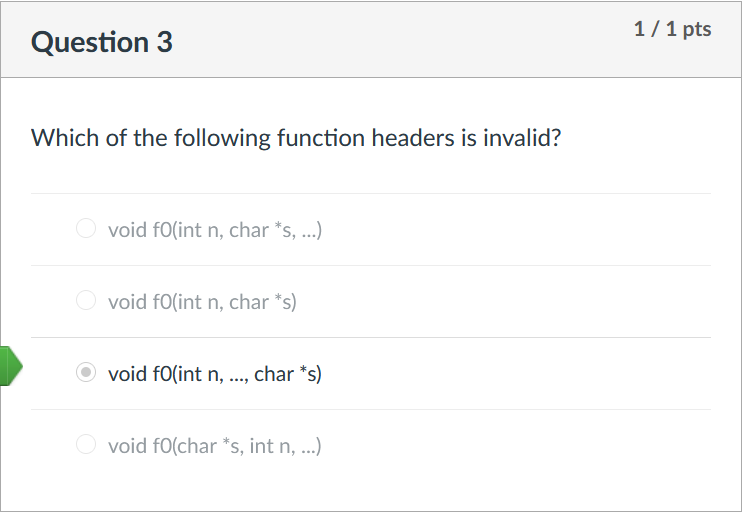 Question 3
1 / 1 pts
Which of the following function headers is invalid?
void f0(int n, char *s, ...)
void f0(int n, char *s)
void f0(int n, ..., char *s)
void f0(char *s, int n, ...)